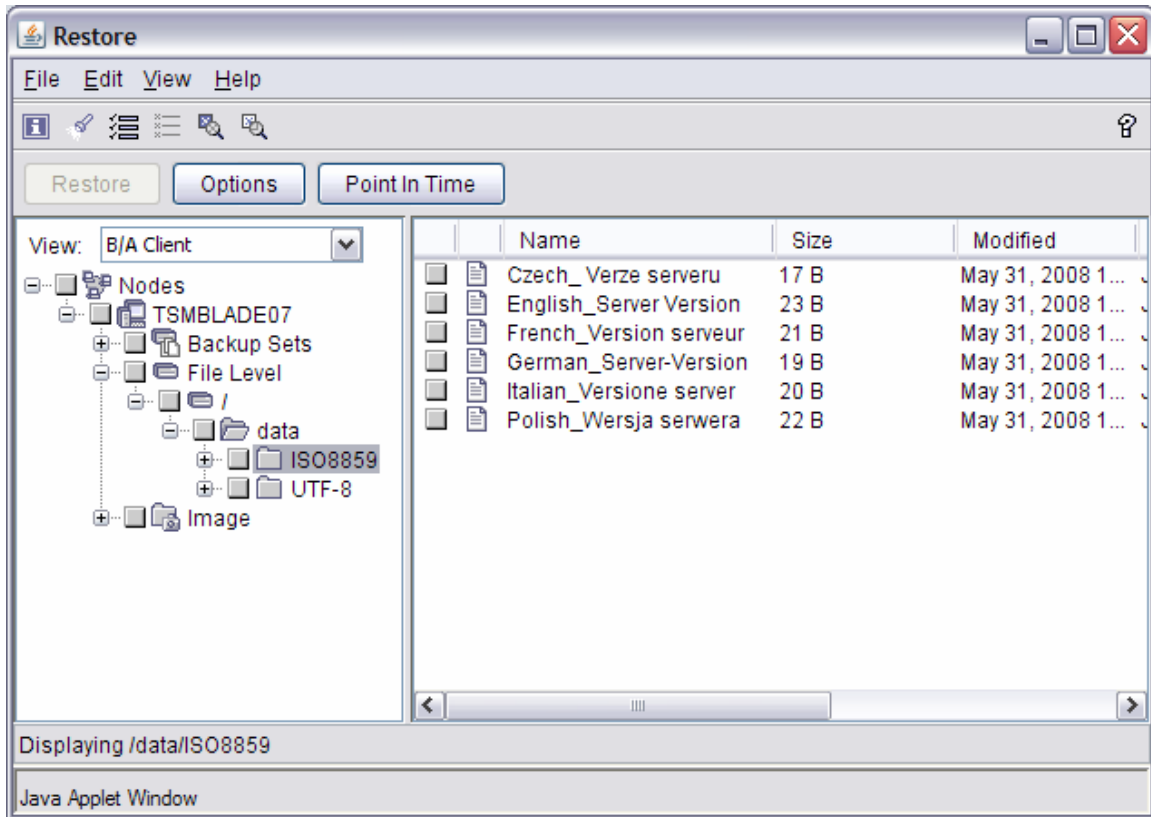 Restore
File Edit View Help
Restore Options Point In Time
View: B/A Client
Nodes
TSMBLADE07
Backup Sets
File Level
/
data
ISO8859
UTF-8
Image
Name Size Modified
Czech_ Verze serveru 17 B May 31, 2008 1...
English_Server Version 23 B May 31, 2008 1...
French_Version serveur 21 B May 31, 2008 1...
German_Server-Version 19 B May 31, 2008 1...
Italian_Versione server 20 B May 31, 2008 1...
Polish_Wersja serwera 22 B May 31, 2008 1...
Displaying /data/ISO8859
Java Applet Window